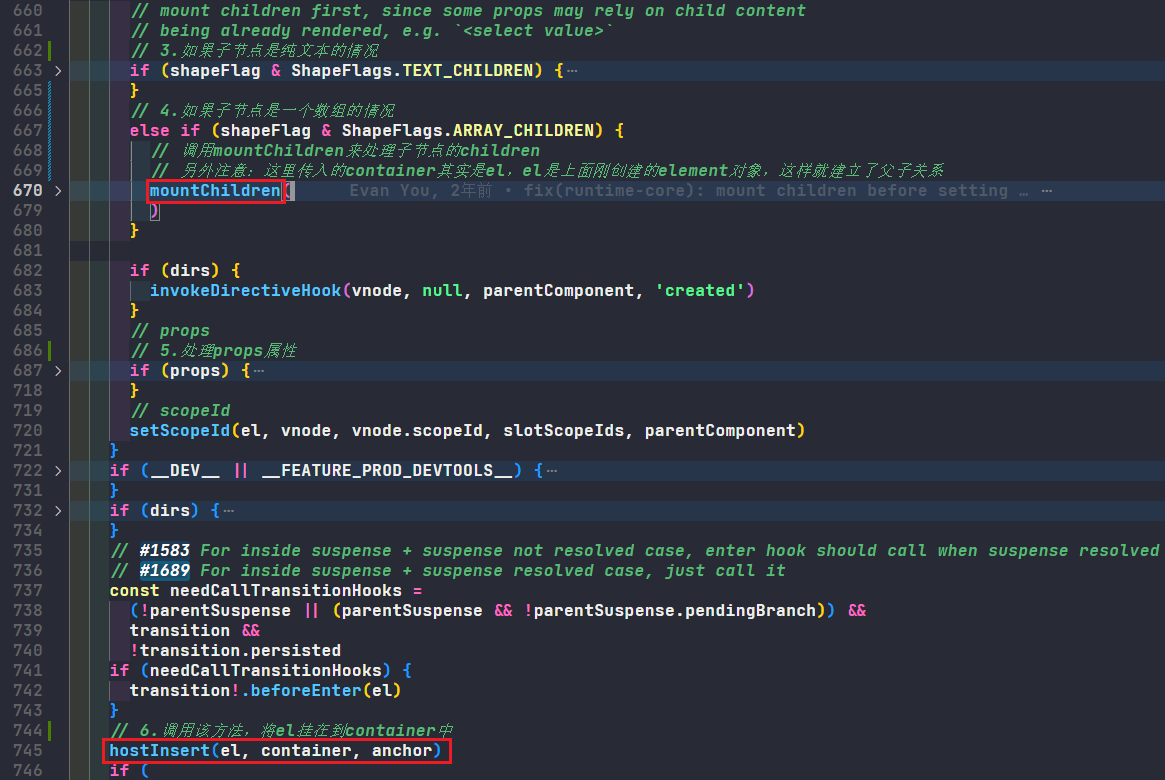 660 // mount children first, since some props may rely on child content
661 // being already rendered, e.g. `<select value>`
662 // 3.如果子节点是纯文本的情况
663 if (shapeFlag & ShapeFlags.TEXT_CHILDREN) {…
665 }
666 // 4.如果子节点是一个数组的情况
667 else if (shapeFlag & ShapeFlags.ARRAY_CHILDREN) {
668 // 调用mountChildren来处理子节点的children
669 // 另外注意：这里传入的container其实是el，el是上面刚创建的element对象，这样就建立了父子关系
670 mountChildren( Evan You, 2年前 • fix(runtime-core): mount children before setting … …
679 )
680 }
681
682 if (dirs) {
683 invokeDirectiveHook(vnode, null, parentComponent, 'created')
684 }
685 // props
686 // 5.处理props属性
687 if (props) {…
718 }
719 // scopeId
720 setScopeId(el, vnode, vnode.scopeId, slotScopeIds, parentComponent)
721 }
722 if (__DEV__ || __FEATURE_PROD_DEVTOOLS__) {…
731 }
732 if (dirs) {…
734 }
735 // #1583 For inside suspense + suspense not resolved case, enter hook should call when suspense resolved
736 // #1689 For inside suspense + suspense resolved case, just call it
737 const needCallTransitionHooks =
738 (!parentSuspense || (parentSuspense && !parentSuspense.pendingBranch)) &&
739 transition &&
740 !transition.persisted
741 if (needCallTransitionHooks) {
742 transition!.beforeEnter(el)
743 }
744 // 6.调用该方法，将el挂在到container中
745 hostInsert(el, container, anchor)
746 if (